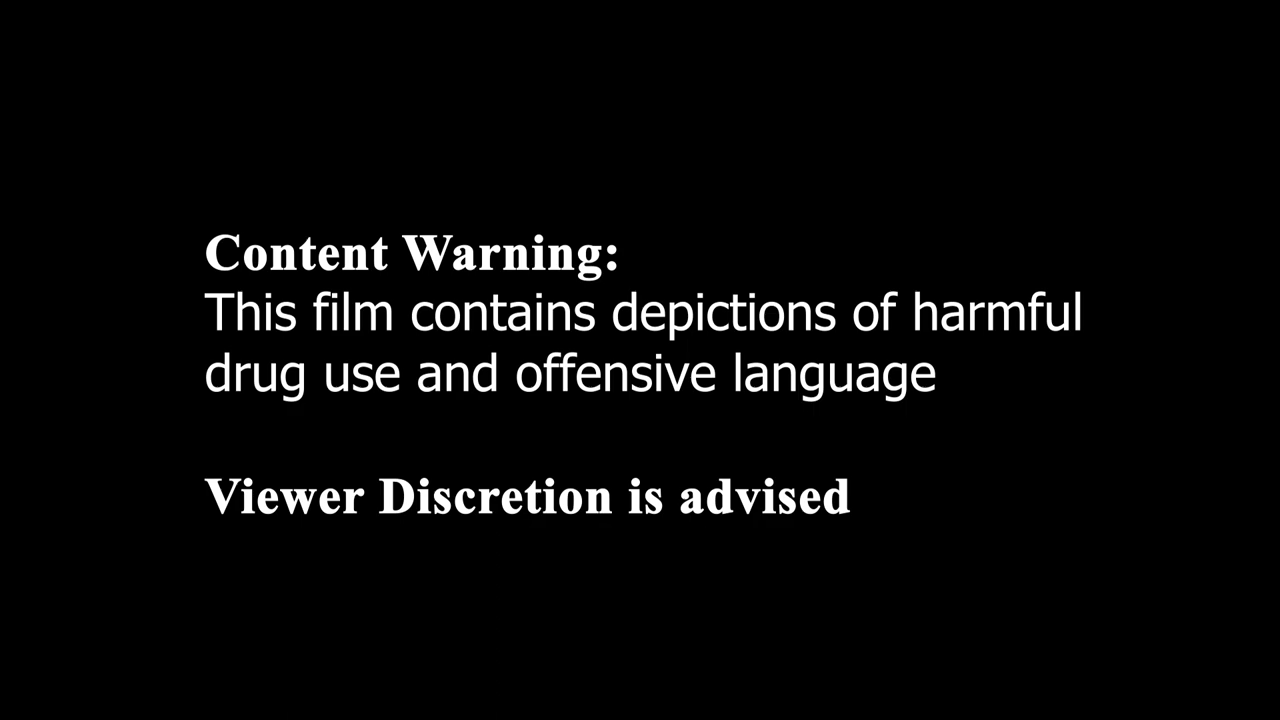 Content Warning:
This film contains depictions of harmful
drug use and offensive language
Viewer Discretion is advised